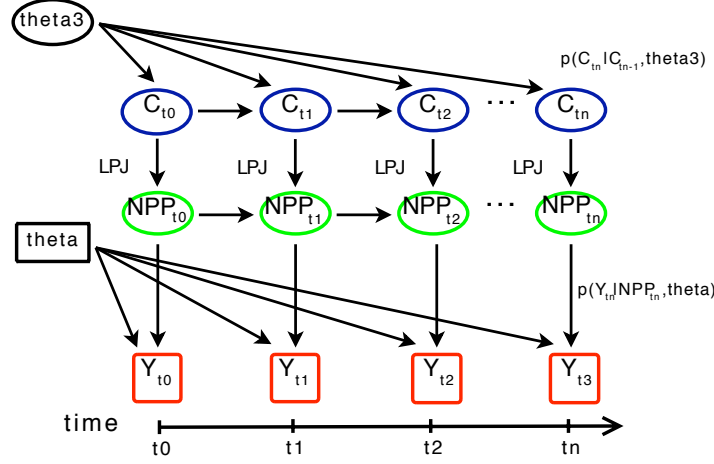 theta3
p(C_tn|C_tn-1,theta3)
C_t0 C_t1 C_t2 ... C_tn
LPJ LPJ LPJ LPJ
NPP_t0 NPP_t1 NPP_t2 ... NPP_tn
theta
p(Y_tn|NPP_tn,theta)
Y_t0 Y_t1 Y_t2 Y_t3
time
t0 t1 t2 tn